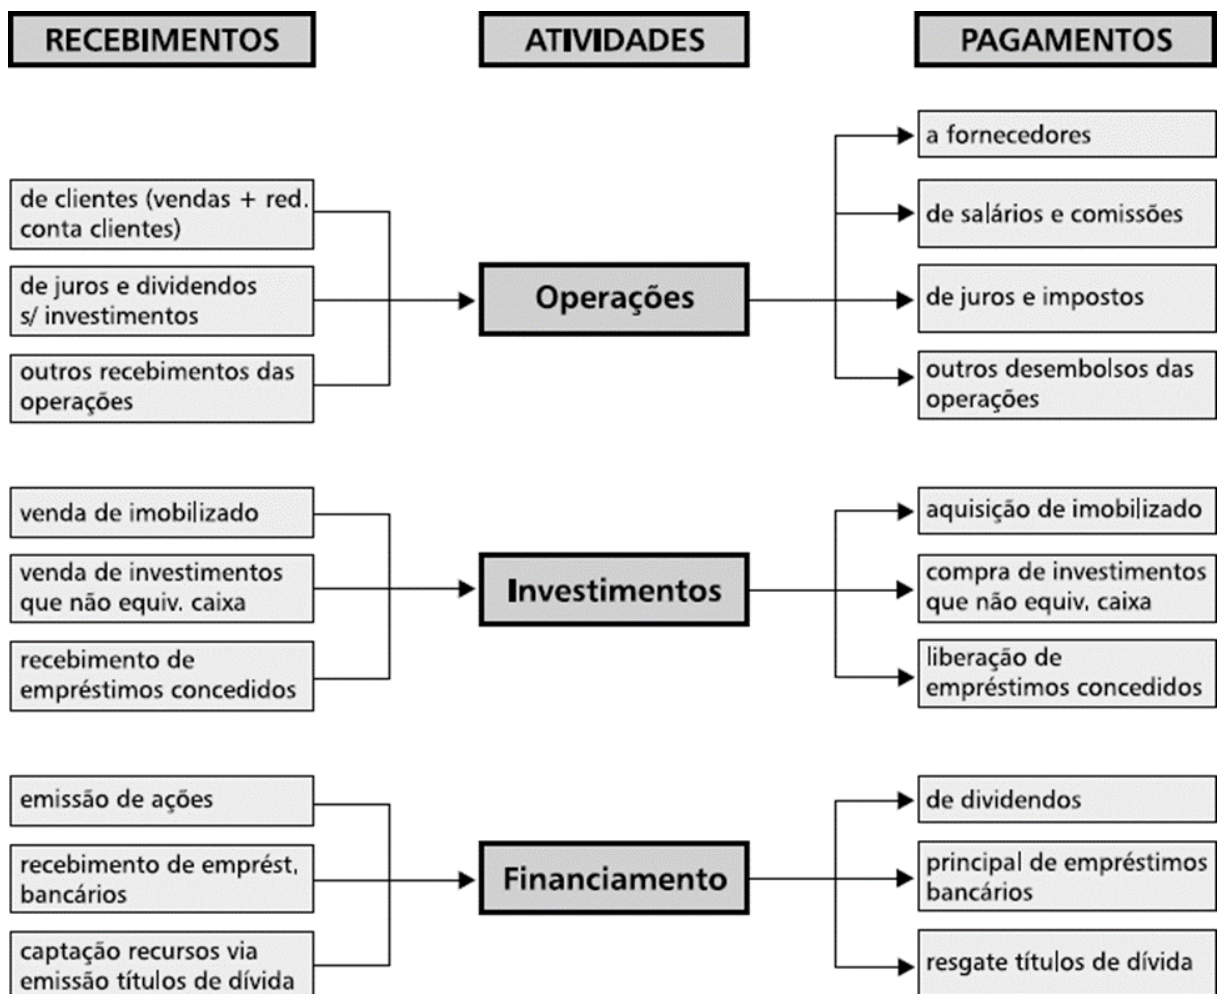 RECEBIMENTOS
ATIVIDADES
PAGAMENTOS
de clientes (vendas + red.
conta clientes)
de juros e dividendos
s/ investimentos
outros recebimentos das
operações
Operações
a fornecedores
de salários e comissões
de juros e impostos
outros desembolsos das
operações
venda de imobilizado
venda de investimentos
que não equiv. caixa
recebimento de
empréstimos concedidos
Investimentos
aquisição de imobilizado
compra de investimentos
que não equiv. caixa
liberação de
empréstimos concedidos
emissão de ações
recebimento de emprést.
bancários
captação recursos via
emissão títulos de dívida
Financiamento
de dividendos
principal de empréstimos
bancários
resgate títulos de dívida